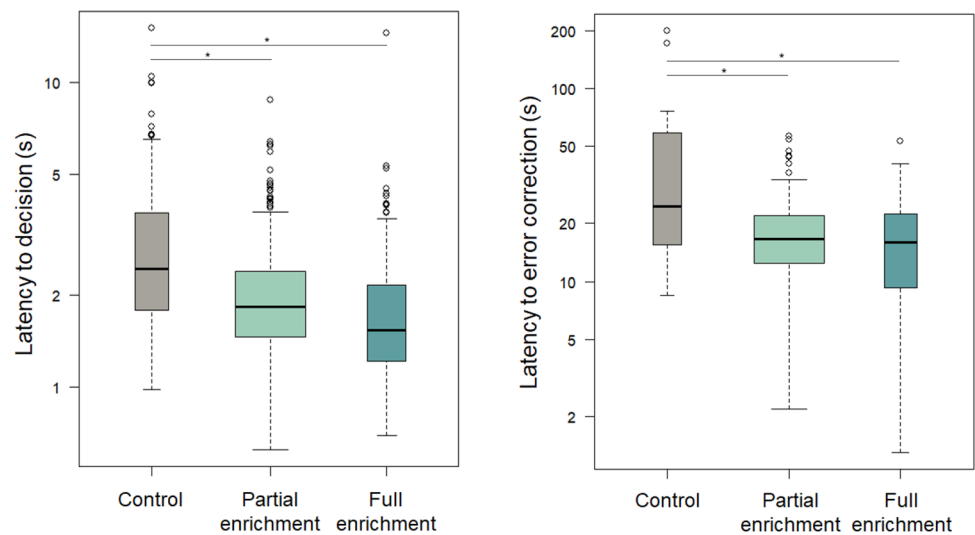 Latency to decision (s)
10
5
2
1
*
*
Control
Partial
enrichment
Full
enrichment
Latency to error correction (s)
200
100
50
20
10
5
2
*
*
Control
Partial
enrichment
Full
enrichment